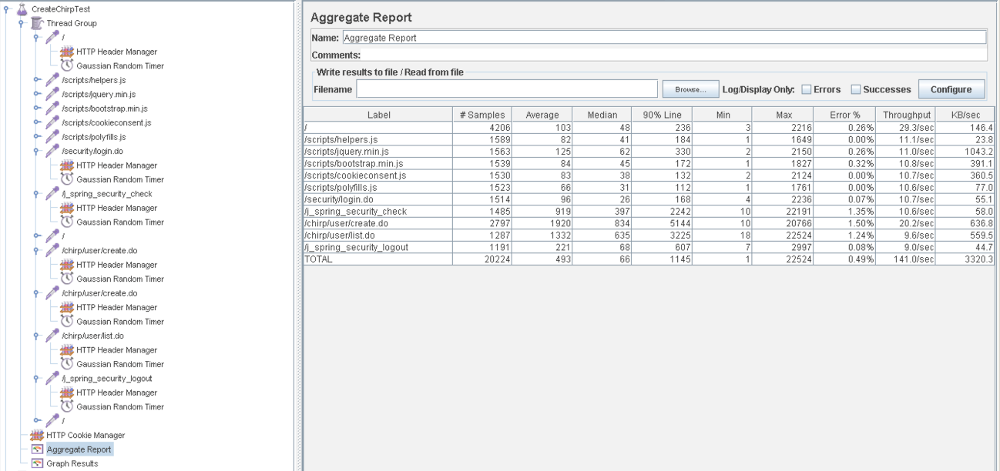 CreateChirpTest
Thread Group
/
HTTP Header Manager
Gaussian Random Timer
/scripts/helpers.js
/scripts/jquery.min.js
/scripts/bootstrap.min.js
/scripts/cookieconsent.js
/scripts/polyfills.js
/security/login.do
HTTP Header Manager
Gaussian Random Timer
/j_spring_security_check
HTTP Header Manager
Gaussian Random Timer
/
/chirp/user/create.do
HTTP Header Manager
Gaussian Random Timer
/chirp/user/create.do
HTTP Header Manager
Gaussian Random Timer
/chirp/user/list.do
HTTP Header Manager
Gaussian Random Timer
/j_spring_security_logout
HTTP Header Manager
Gaussian Random Timer
/
HTTP Cookie Manager
Aggregate Report
Graph Results
Aggregate Report
Name: Aggregate Report
Comments:
Write results to file / Read from file
Filename Browse... Log/Display Only: Errors Successes Configure
Label # Samples Average Median 90% Line Min Max Error % Throughput KB/sec
/ 4206 103 48 236 3 2216 0.26% 29.3/sec 146.4
/scripts/helpers.js 1589 82 41 184 1 1649 0.00% 11.1/sec 23.8
/scripts/jquery.min.js 1563 125 62 330 2 2150 0.26% 11.0/sec 1043.2
/scripts/bootstrap.min.js 1539 84 45 172 1 1827 0.32% 10.8/sec 391.1
/scripts/cookieconsent.js 1530 83 38 132 2 2124 0.00% 10.7/sec 360.5
/scripts/polyfills.js 1523 66 31 112 1 1761 0.00% 10.6/sec 77.0
/security/login.do 1514 96 26 168 4 2236 0.07% 10.7/sec 55.1
/j_spring_security_check 1485 919 397 2242 10 22191 1.35% 10.6/sec 58.0
/chirp/user/create.do 2797 1920 834 5144 10 20766 1.50% 20.2/sec 636.8
/chirp/user/list.do 1287 1332 635 3225 18 22524 1.24% 9.6/sec 559.5
/j_spring_security_logout 1191 221 68 607 7 2997 0.08% 9.0/sec 44.7
TOTAL 20224 493 66 1145 1 22524 0.49% 141.0/sec 3320.3